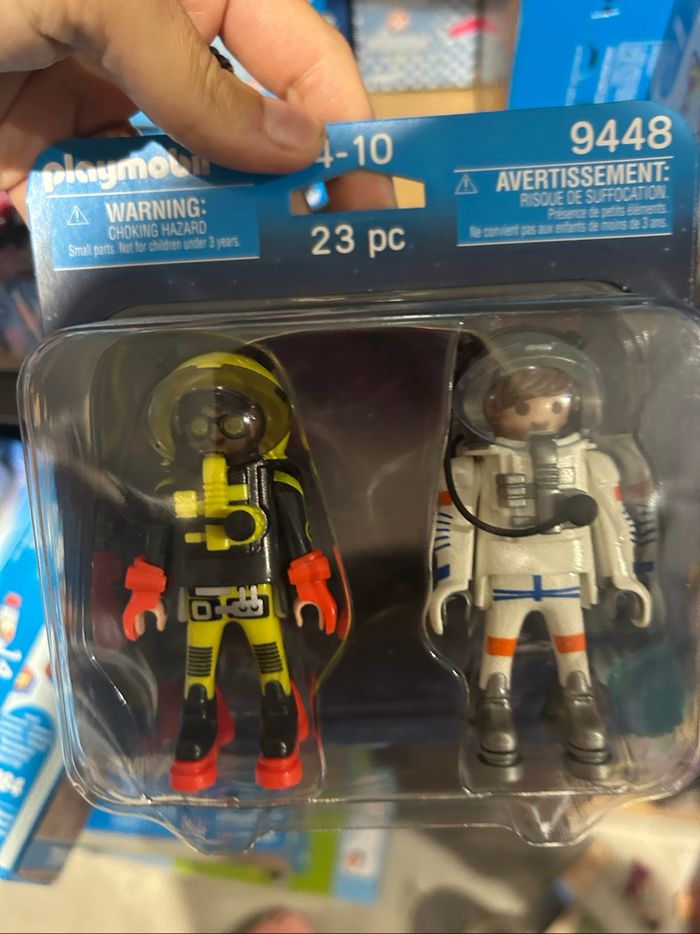 playmobil
4-10
9448
WARNING:
CHOKING HAZARD
Small parts. Not for children under 3 years.
23 pc
AVERTISSEMENT:
RISQUE DE SUFFOCATION.
Présence de petits éléments.
Ne convient pas aux enfants de moins de 3 ans.